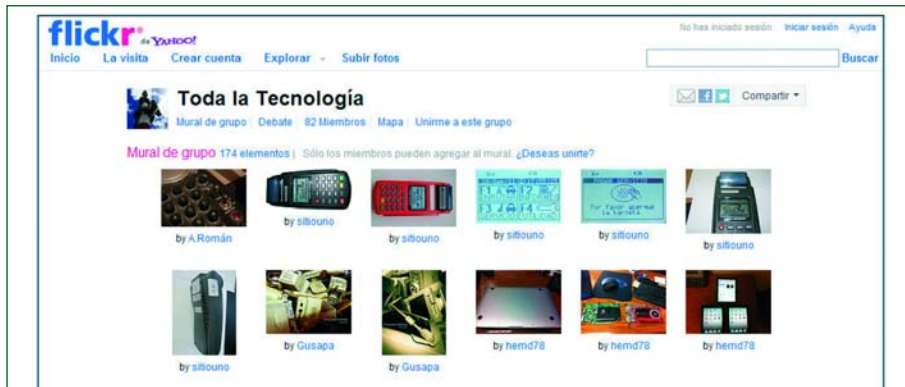 flickr de YAHOO!
No has iniciado sesión Iniciar sesión Ayuda
Inicio La visita Crear cuenta Explorar Subir fotos Buscar
Toda la Tecnología
Compartir
Mural de grupo Debate 82 Miembros Mapa Unirme a este grupo
Mural de grupo 174 elementos | Sólo los miembros pueden agregar al mural. ¿Deseas unirte?
by A.Román
by sitiouno
by sitiouno
by sitiouno
by sitiouno
by sitiouno
by sitiouno
by Gusapa
by Gusapa
by hernd78
by hernd78
by hernd78